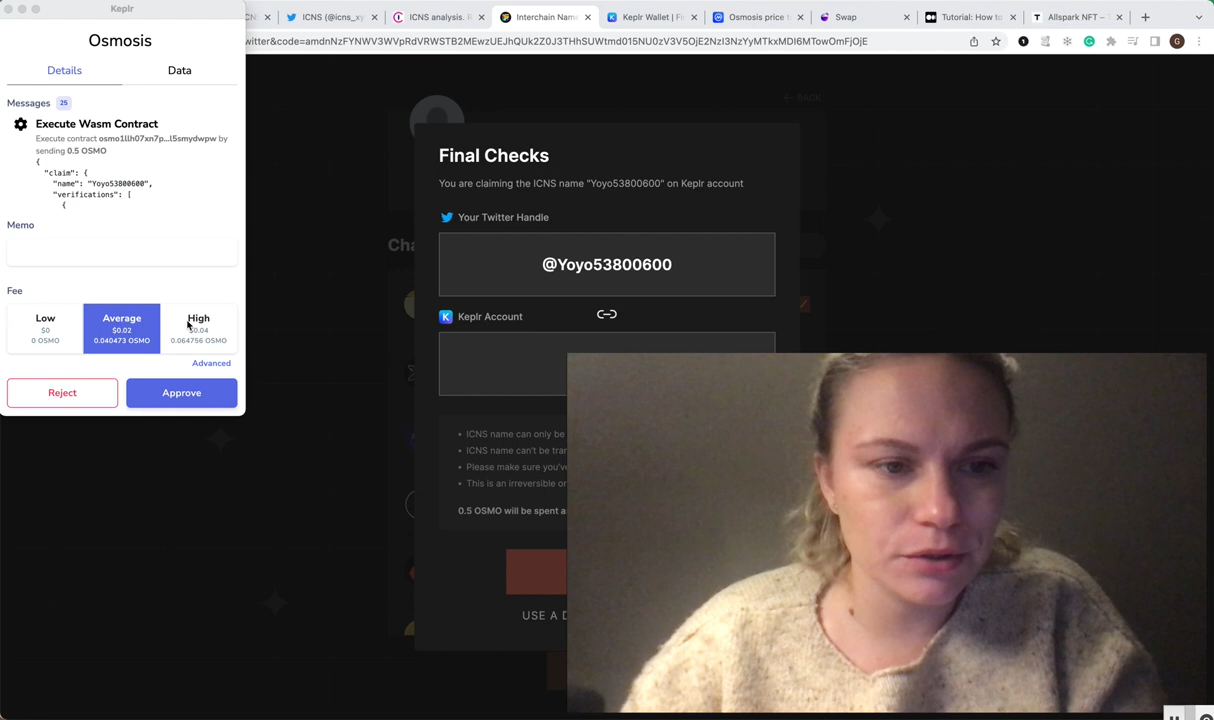 Keplr
Osmosis
Details
Data
Messages 25
Execute Wasm Contract
Execute contract osmo1llh07xn7p...l5smydwpw by
sending 0.5 OSMO
{
"claim": {
"name": "Yoyo53800600",
"verifications": [
{
Memo
Fee
Low
$0
0 OSMO
Average
$0.02
0.040473 OSMO
High
$0.04
0.064756 OSMO
Advanced
Reject
Approve
CN
ICNS (@icns_xy
ICNS analysis. R
Interchain Name
Keplr Wallet | Fi
Osmosis price t
Swap
Tutorial: How to
Allspark NFT –
G
BACK
Cha
Final Checks
You are claiming the ICNS name "Yoyo53800600" on Keplr account
Your Twitter Handle
@Yoyo53800600
Keplr Account
ICNS name can only be
ICNS name can't be tra
Please make sure you've
This is an irreversible
0.5 OSMO will be spent a
USE A D